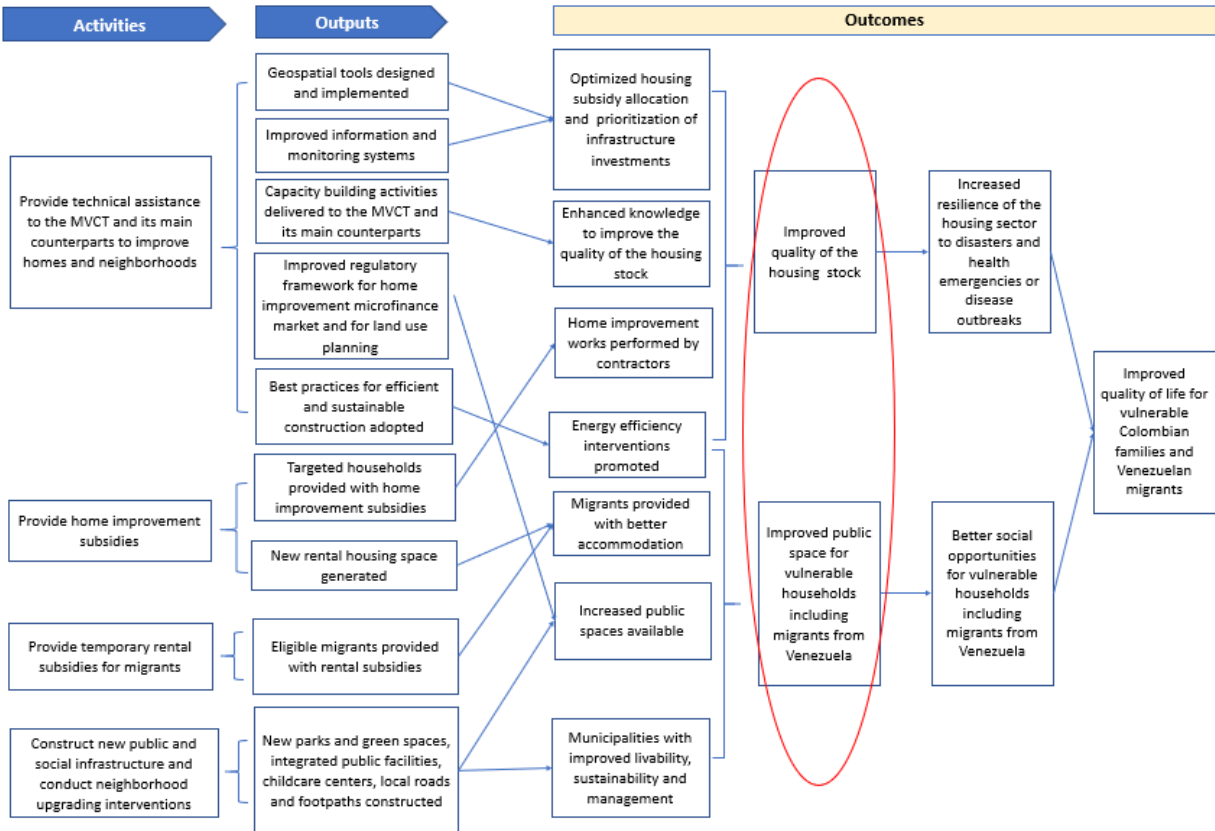 Activities
Outputs
Outcomes
Provide technical assistance
to the MVCT and its main
counterparts to improve
homes and neighborhoods
Provide home improvement
subsidies
Provide temporary rental
subsidies for migrants
Construct new public and
social infrastructure and
conduct neighborhood
upgrading interventions
Geospatial tools designed
and implemented
Improved information and
monitoring systems
Capacity building activities
delivered to the MVCT and
its main counterparts
Improved regulatory
framework for home
improvement microfinance
market and for land use
planning
Best practices for efficient
and sustainable
construction adopted
Targeted households
provided with home
improvement subsidies
New rental housing space
generated
Eligible migrants provided
with rental subsidies
New parks and green spaces,
integrated public facilities,
childcare centers, local roads
and footpaths constructed
Optimized housing
subsidy allocation
and prioritization of
infrastructure
investments
Enhanced knowledge
to improve the
quality of the housing
stock
Home improvement
works performed by
contractors
Energy efficiency
interventions
promoted
Migrants provided
with better
accommodation
Increased public
spaces available
Municipalities with
improved livability,
sustainability and
management
Improved
quality of the
housing stock
Improved public
space for
vulnerable
households
including
migrants from
Venezuela
Increased
resilience of the
housing sector
to disasters and
health
emergencies or
disease
outbreaks
Better social
opportunities
for vulnerable
households
including
migrants from
Venezuela
Improved
quality of life for
vulnerable
Colombian
families and
Venezuelan
migrants